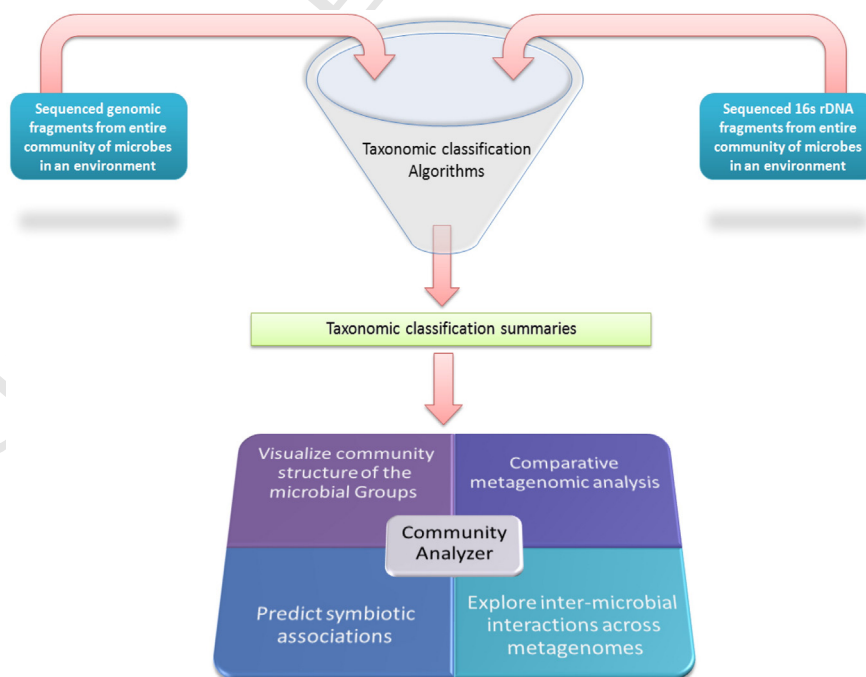 Sequenced genomic
fragments from entire
community of microbes
in an environment
Taxonomic classification
Algorithms
Sequenced 16s rDNA
fragments from entire
community of microbes
in an environment
Taxonomic classification summaries
Visualize community
structure of the
microbial Groups
Comparative
metagenomic analysis
Community
Analyzer
Predict symbiotic
associations
Explore inter-microbial
interactions across
metagenomes